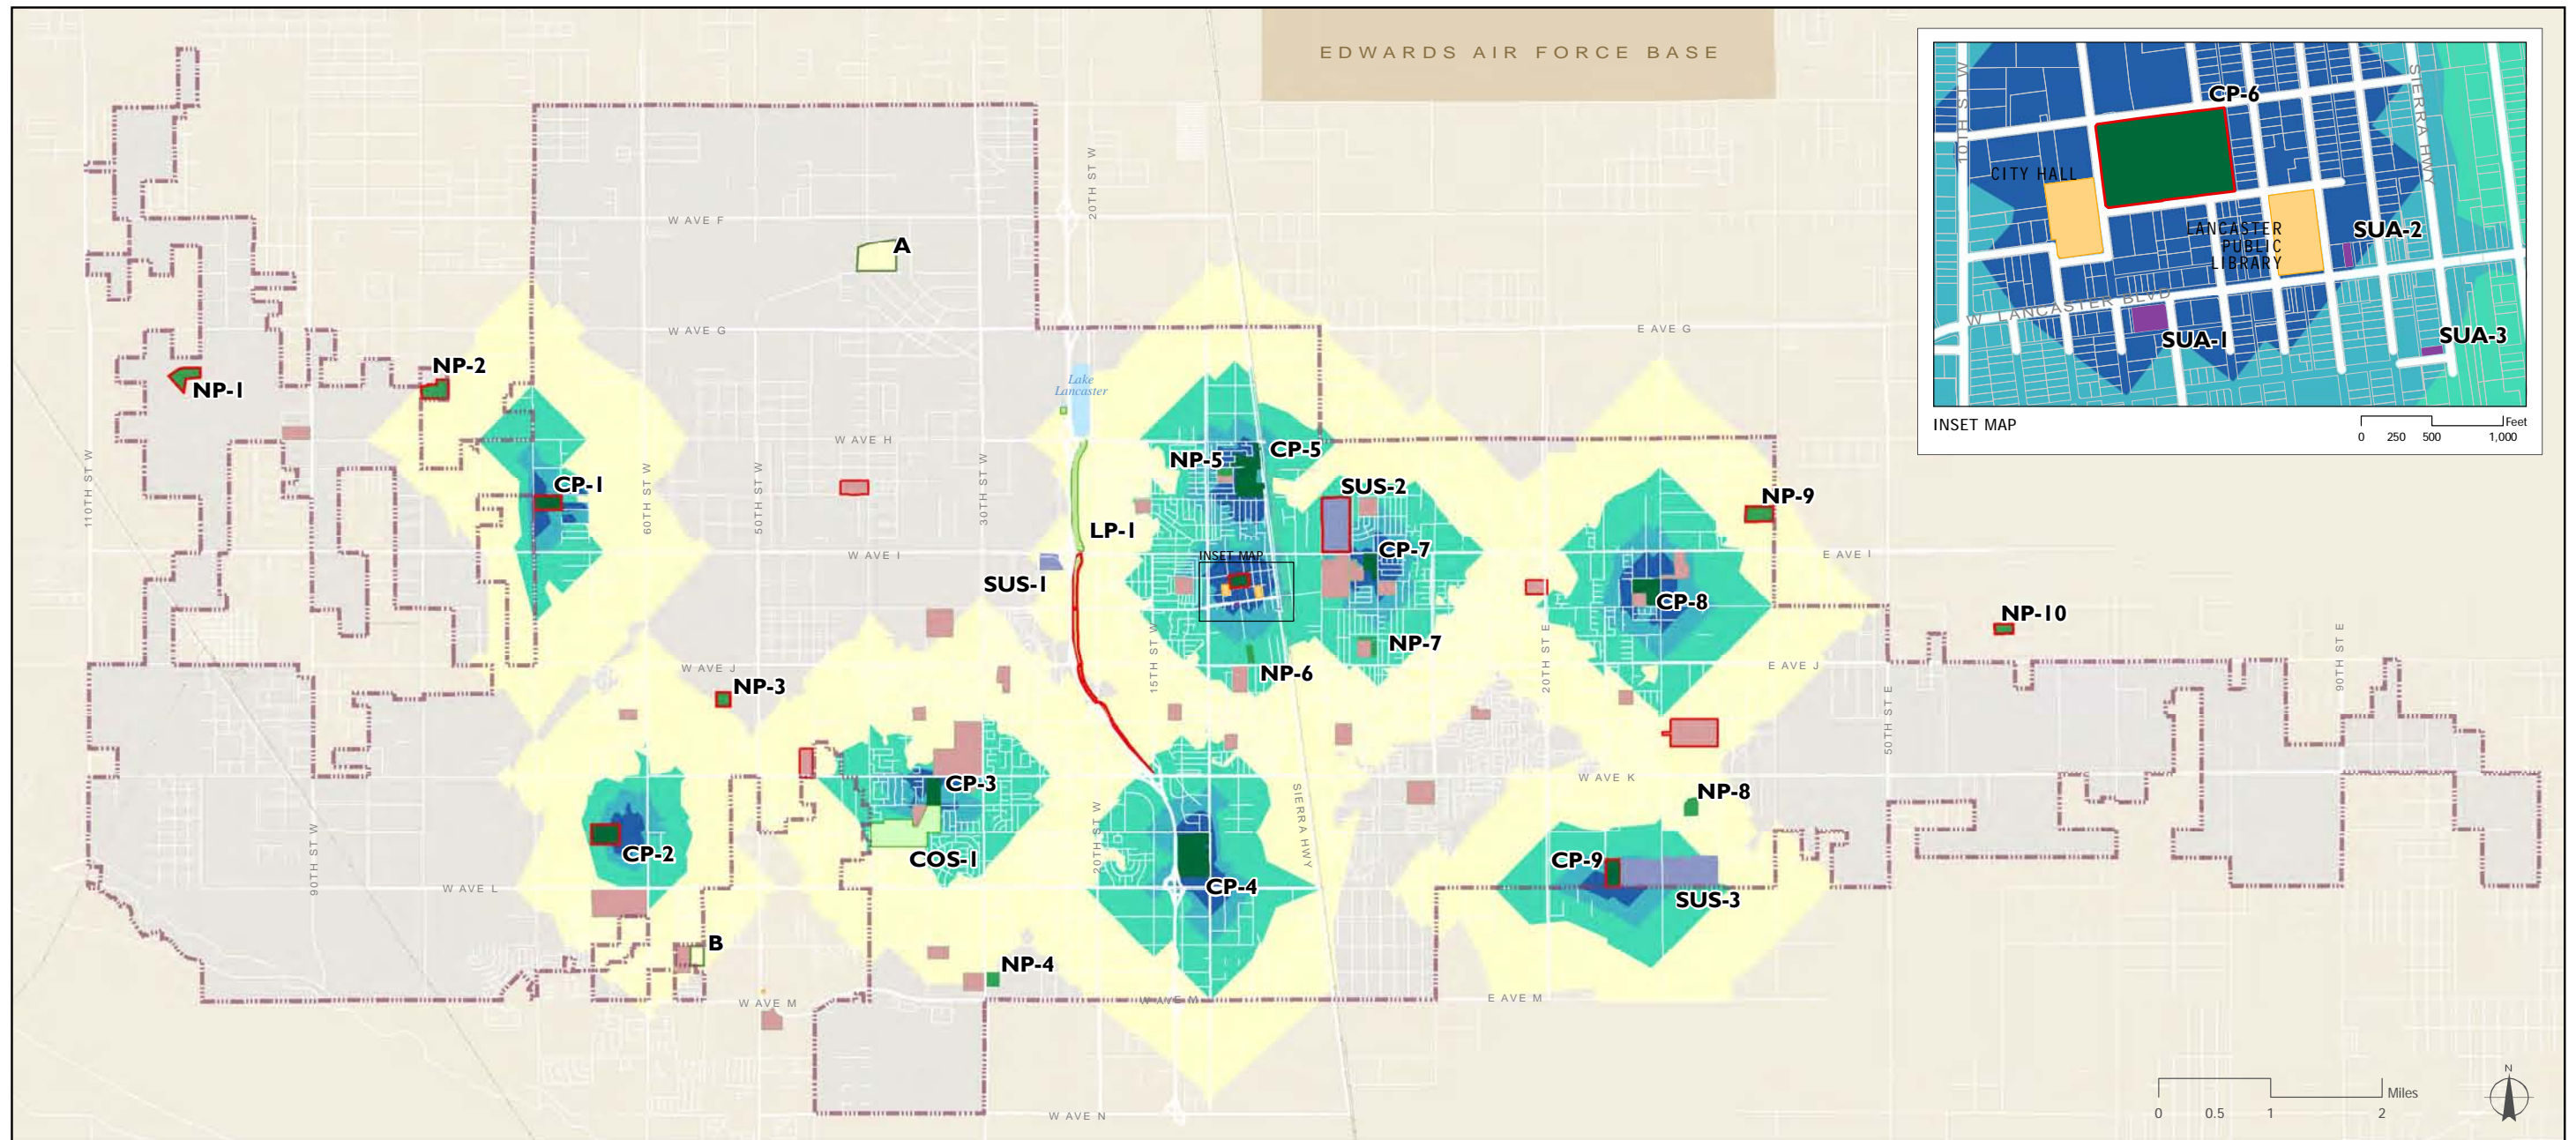 EDWARDS AIR FORCE BASE
CP-6
10TH ST W
SIERRA HWY
CITY HALL
LANCASTER
PUBLIC
LIBRARY
SUA-2
W LANCASTER BLVD
SUA-1
SUA-3
INSET MAP
Feet
0 250 500 1,000
20TH ST W
W AVE F
A
W AVE G
E AVE G
NP-1
NP-2
Lake
Lancaster
W AVE H
CP-5
NP-5
110TH ST W
60TH ST W
50TH ST W
30TH ST W
CP-1
SUS-2
NP-9
LP-1
W AVE I
INSET MAP
CP-7
E AVE I
SUS-1
CP-8
NP-10
15TH ST W
NP-7
20TH ST E
90TH ST E
W AVE J
NP-6
E AVE J
NP-3
50TH ST E
W AVE K
CP-3
NP-8
SIERRA HWY
20TH ST W
90TH ST W
CP-2
COS-1
CP-9
CP-4
W AVE L
SUS-3
B
NP-4
W AVE M
W AVE M
E AVE M
W AVE N
Miles
0 0.5 1 2
N